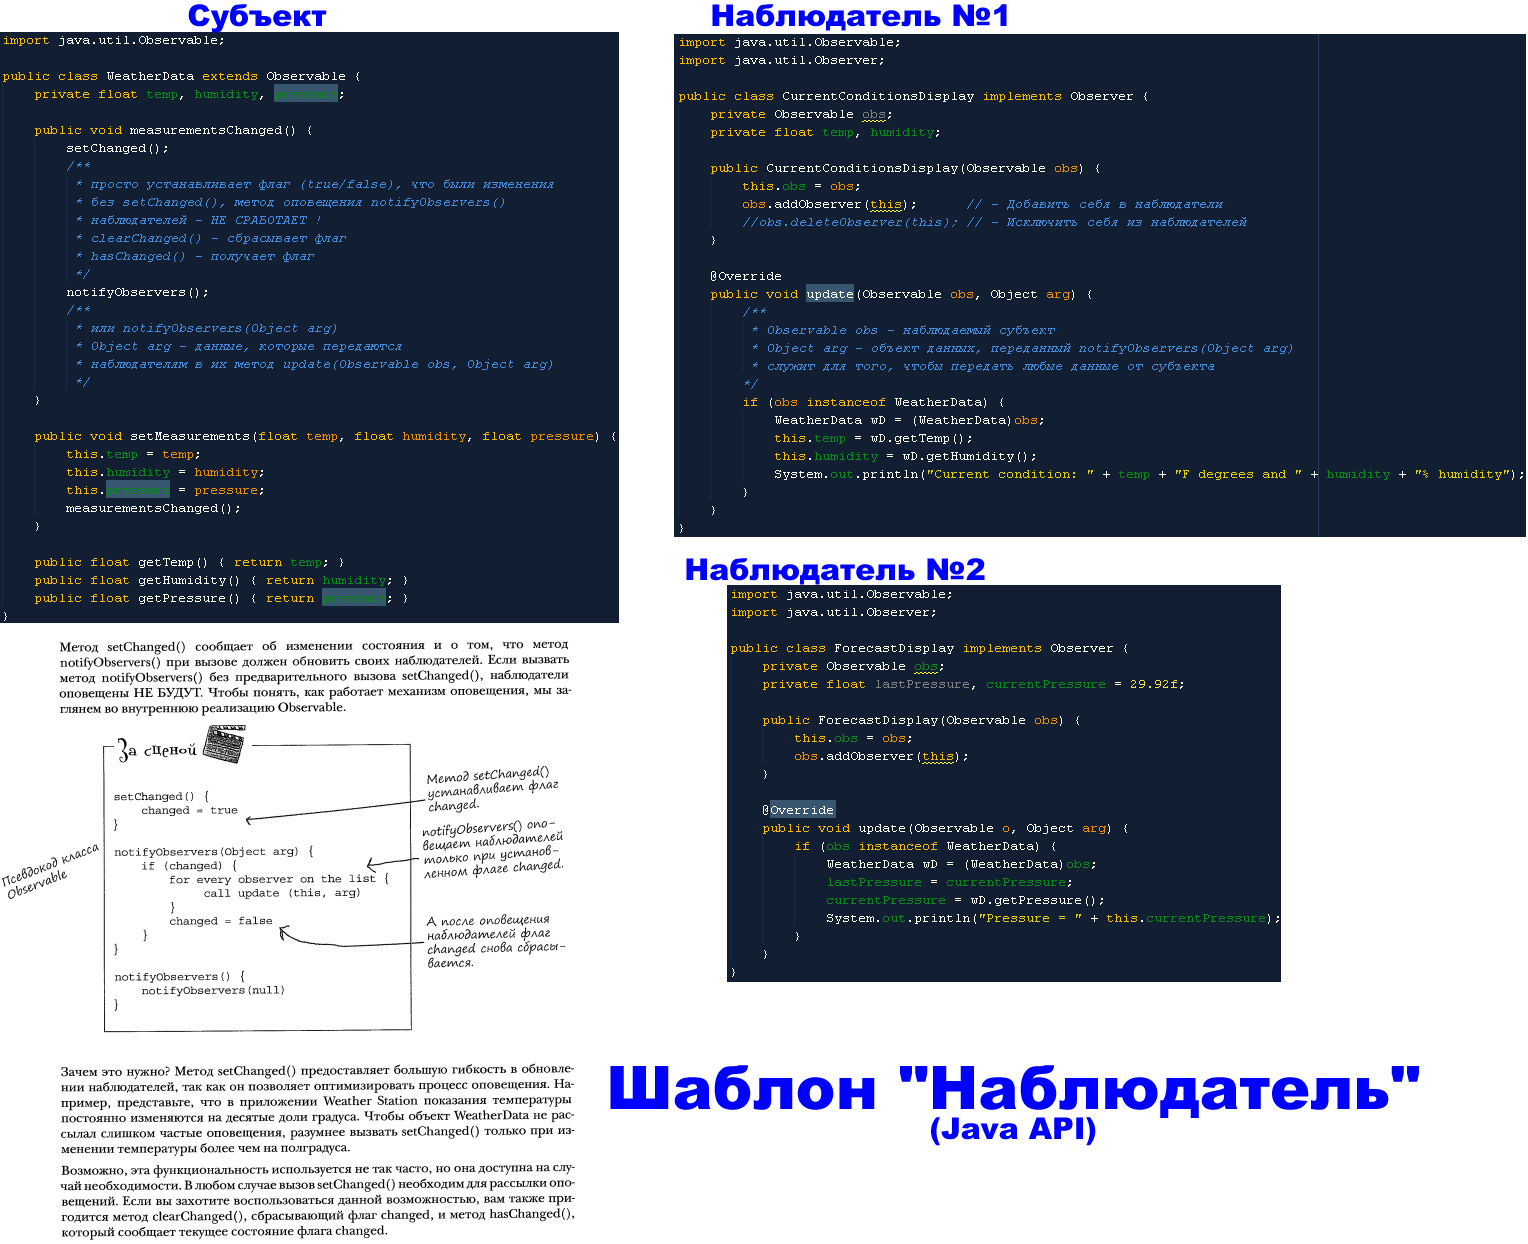 Субъект
import java.util.Observable;
public class WeatherData extends Observable {
private float temp, humidity, pressure;
public void measurementsChanged() {
setChanged();
/**
* просто устанавливает флаг (true/false), что были изменения
* без setChanged(), метод оповещения notifyObservers()
* наблюдателей - НЕ СРАБОТАЕТ !
* clearChanged() - сбрасывает флаг
* hasChanged() - получает флаг
*/
notifyObservers();
/**
* или notifyObservers(Object arg)
* Object arg - данные, которые передаются
* наблюдателям в их метод update(Observable obs, Object arg)
*/
}
public void setMeasurements(float temp, float humidity, float pressure) {
this.temp = temp;
this.humidity = humidity;
this.pressure = pressure;
measurementsChanged();
}
public float getTemp() { return temp; }
public float getHumidity() { return humidity; }
public float getPressure() { return pressure; }
}
Метод setChanged() сообщает об изменении состояния и о том, что метод
notifyObservers() при вызове должен обновить своих наблюдателей. Если вызвать
метод notifyObservers() без предварительного вызова setChanged(), наблюдатели
оповещены НЕ БУДУТ. Чтобы понять, как работает механизм оповещения, мы за-
глянем во внутреннюю реализацию Observable.
За сценой
setChanged() {
changed = true
}
notifyObservers(Object arg) {
if (changed) {
for every observer on the list {
call update (this, arg)
}
changed = false
}
}
notifyObservers() {
notifyObservers(null)
}
Псевдокод класса
Observable
Метод setChanged()
устанавливает флаг
changed.
notifyObservers() опо-
вещает наблюдателей
только при установ-
ленном флаге changed.
А после оповещения
наблюдателей флаг
changed снова сбрасы-
вается.
Зачем это нужно? Метод setChanged() предоставляет большую гибкость в обновле-
нии наблюдателей, так как он позволяет оптимизировать процесс оповещения. На-
пример, представьте, что в приложении Weather Station показания температуры
постоянно изменяются на десятые доли градуса. Чтобы объект WeatherData не рас-
сылал слишком частые оповещения, разумнее вызвать setChanged() только при из-
менении температуры более чем на полградуса.
Возможно, эта функциональность используется не так часто, но она доступна на слу-
чай необходимости. В любом случае вызов setChanged() необходим для рассылки опо-
вещений. Если вы захотите воспользоваться данной возможностью, вам также при-
годится метод clearChanged(), сбрасывающий флаг changed, и метод hasChanged(),
который сообщает текущее состояние флага changed.
Наблюдатель №1
import java.util.Observable;
import java.util.Observer;
public class CurrentConditionsDisplay implements Observer {
private Observable obs;
private float temp, humidity;
public CurrentConditionsDisplay(Observable obs) {
this.obs = obs;
obs.addObserver(this); // - Добавить себя в наблюдатели
//obs.deleteObserver(this); // - Исключить себя из наблюдателей
}
@Override
public void update(Observable obs, Object arg) {
/**
* Observable obs - наблюдаемый субъект
* Object arg - объект данных, переданный notifyObservers(Object arg)
* служит для того, чтобы передать любые данные от субъекта
*/
if (obs instanceof WeatherData) {
WeatherData wD = (WeatherData)obs;
this.temp = wD.getTemp();
this.humidity = wD.getHumidity();
System.out.println("Current condition: " + temp + "F degrees and " + humidity + "% humidity");
}
}
}
Наблюдатель №2
import java.util.Observable;
import java.util.Observer;
public class ForecastDisplay implements Observer {
private Observable obs;
private float lastPressure, currentPressure = 29.92f;
public ForecastDisplay(Observable obs) {
this.obs = obs;
obs.addObserver(this);
}
@Override
public void update(Observable o, Object arg) {
if (obs instanceof WeatherData) {
WeatherData wD = (WeatherData)obs;
lastPressure = currentPressure;
currentPressure = wD.getPressure();
System.out.println("Pressure = " + this.currentPressure);
}
}
}
Шаблон "Наблюдатель"
(Java API)